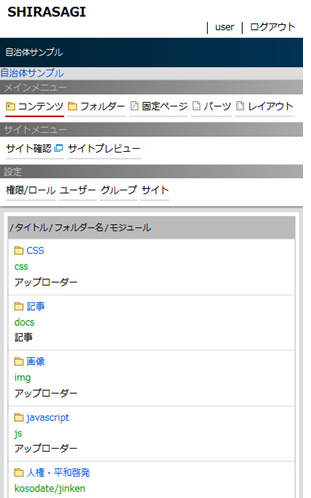 SHIRASAGI
| user | ログアウト
自治体サンプル
自治体サンプル
メインメニュー
コンテンツ フォルダー 固定ページ パーツ レイアウト
サイトメニュー
サイト確認 サイトプレビュー
設定
権限/ロール ユーザー グループ サイト
/タイトル/フォルダー名/モジュール
CSS
css
アップローダー
記事
docs
記事
画像
img
アップローダー
javascript
js
アップローダー
人権・平和啓発
kosodate/jinken